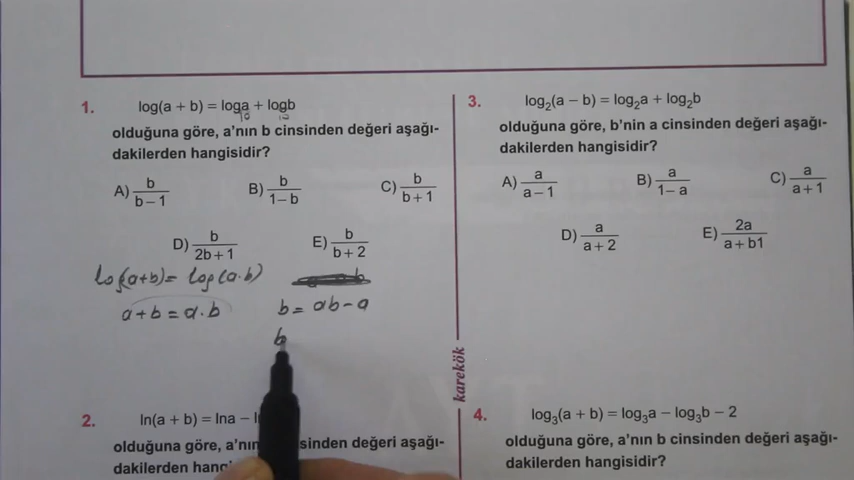 1. log(a + b) = loga + logb
10 10
olduğuna göre, a'nın b cinsinden değeri aşağı-
dakilerden hangisidir?
A) b/(b – 1) B) b/(1 – b) C) b/(b + 1)
D) b/(2b + 1) E) b/(b + 2)
log(a+b) = log(a·b)
a+b = a·b
b = ab – a
b
2. ln(a + b) = lna –
olduğuna göre, a'nın cinsinden değeri aşağı-
3. log₂(a – b) = log₂a + log₂b
olduğuna göre, b'nin a cinsinden değeri aşağı-
dakilerden hangisidir?
A) a/(a – 1) B) a/(1 – a) C) a/(a + 1)
D) a/(a + 2) E) 2a/(a + b1)
karekök
4. log₃(a + b) = log₃a – log₃b – 2
olduğuna göre, a'nın b cinsinden değeri aşağı-
dakilerden hangisidir?